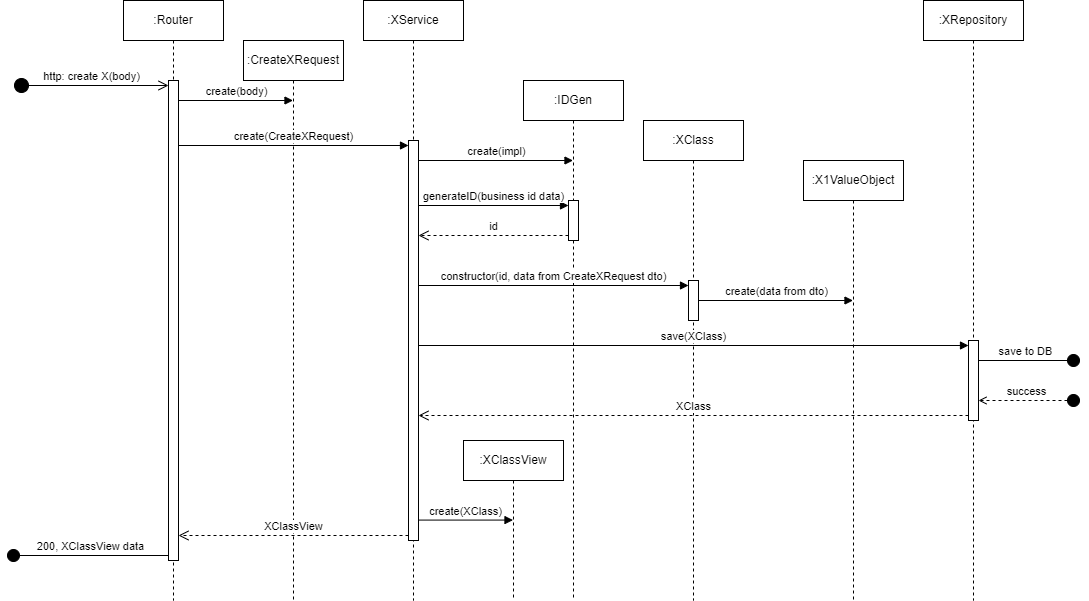 :Router
:XService
:XRepository
:CreateXRequest
http: create X(body)
create(body)
:IDGen
create(CreateXRequest)
:XClass
create(impl)
:X1ValueObject
generateID(business id data)
id
constructor(id, data from CreateXRequest dto)
create(data from dto)
save(XClass)
save to DB
success
XClass
:XClassView
create(XClass)
XClassView
200, XClassView data